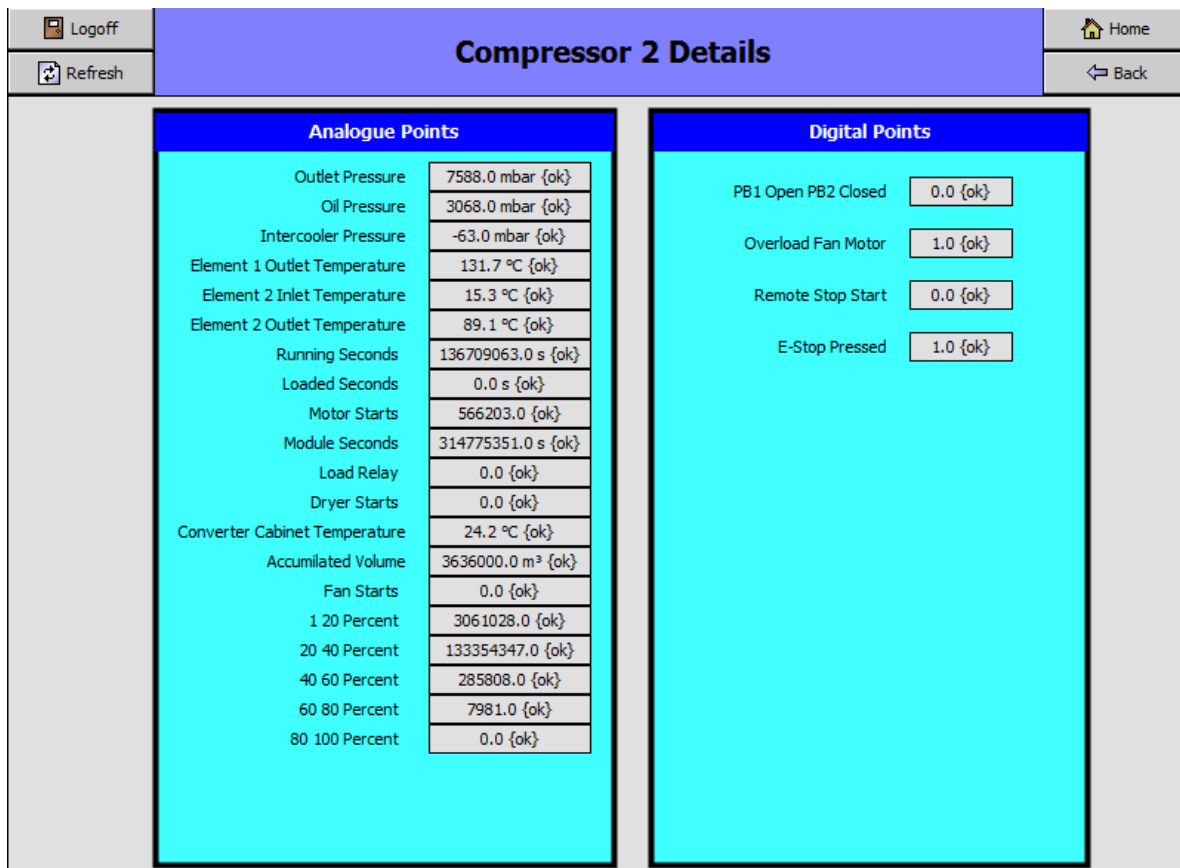 Logoff
Refresh
Compressor 2 Details
Home
Back
Analogue Points
Outlet Pressure 7588.0 mbar {ok}
Oil Pressure 3068.0 mbar {ok}
Intercooler Pressure -63.0 mbar {ok}
Element 1 Outlet Temperature 131.7 ºC {ok}
Element 2 Inlet Temperature 15.3 ºC {ok}
Element 2 Outlet Temperature 89.1 ºC {ok}
Running Seconds 136709063.0 s {ok}
Loaded Seconds 0.0 s {ok}
Motor Starts 566203.0 {ok}
Module Seconds 314775351.0 s {ok}
Load Relay 0.0 {ok}
Dryer Starts 0.0 {ok}
Converter Cabinet Temperature 24.2 ºC {ok}
Accumilated Volume 3636000.0 m³ {ok}
Fan Starts 0.0 {ok}
1 20 Percent 3061028.0 {ok}
20 40 Percent 133354347.0 {ok}
40 60 Percent 285808.0 {ok}
60 80 Percent 7981.0 {ok}
80 100 Percent 0.0 {ok}
Digital Points
PB1 Open PB2 Closed 0.0 {ok}
Overload Fan Motor 1.0 {ok}
Remote Stop Start 0.0 {ok}
E-Stop Pressed 1.0 {ok}